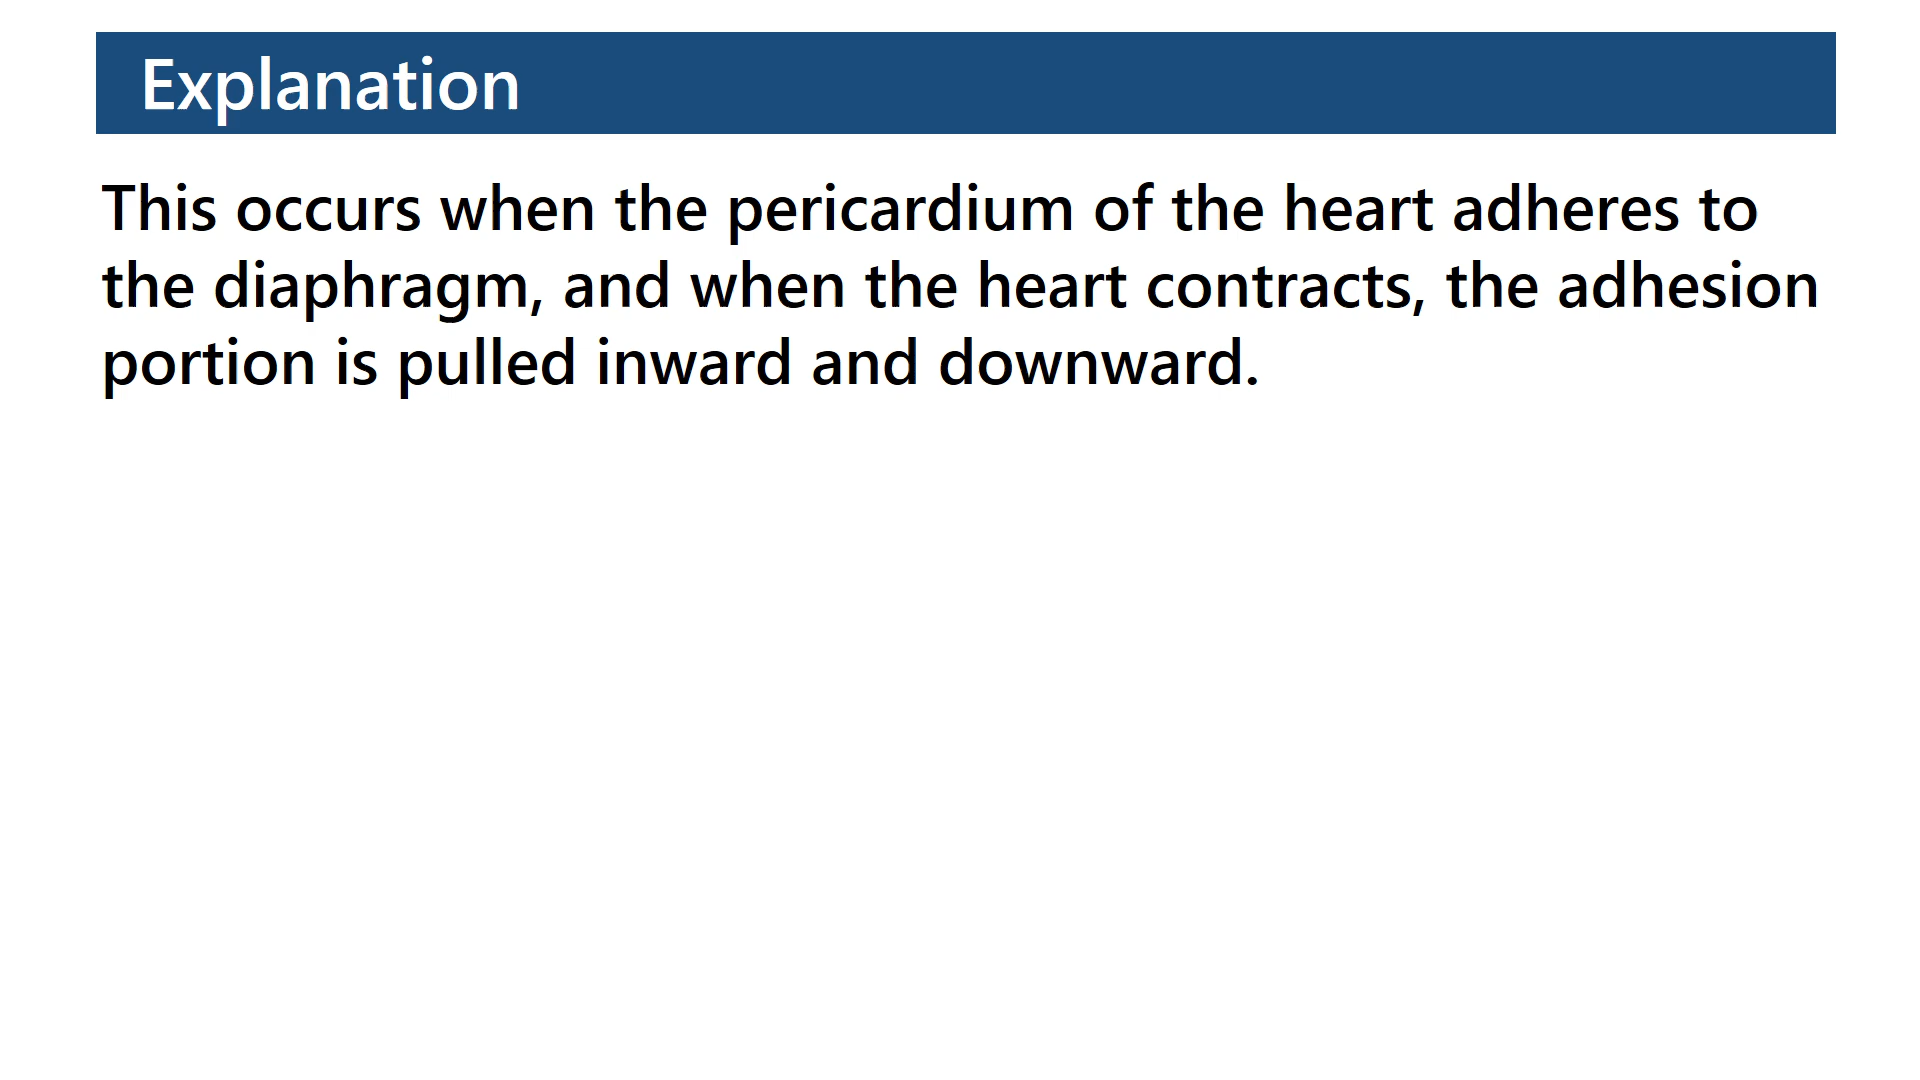 Explanation
This occurs when the pericardium of the heart adheres to
the diaphragm, and when the heart contracts, the adhesion
portion is pulled inward and downward.